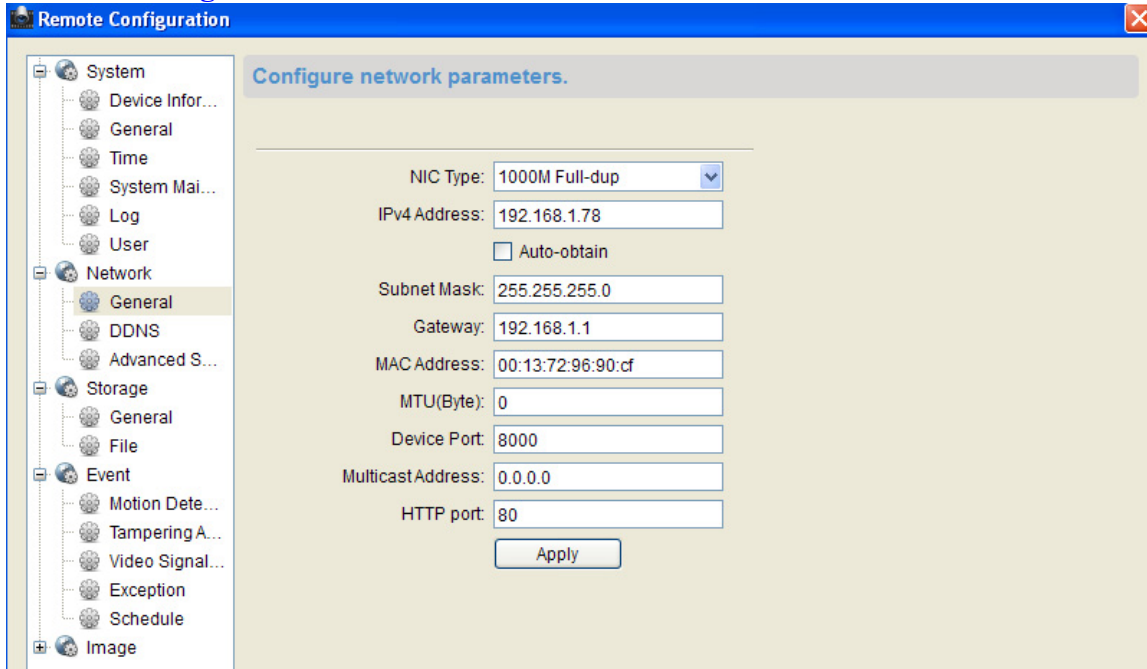 Remote Configuration
System
Device Infor...
General
Time
System Mai...
Log
User
Network
General
DDNS
Advanced S...
Storage
General
File
Event
Motion Dete...
Tampering A...
Video Signal...
Exception
Schedule
Image
Configure network parameters.
NIC Type: 1000M Full-dup
IPv4 Address: 192.168.1.78
Auto-obtain
Subnet Mask: 255.255.255.0
Gateway: 192.168.1.1
MAC Address: 00:13:72:96:90:cf
MTU(Byte): 0
Device Port: 8000
Multicast Address: 0.0.0.0
HTTP port: 80
Apply